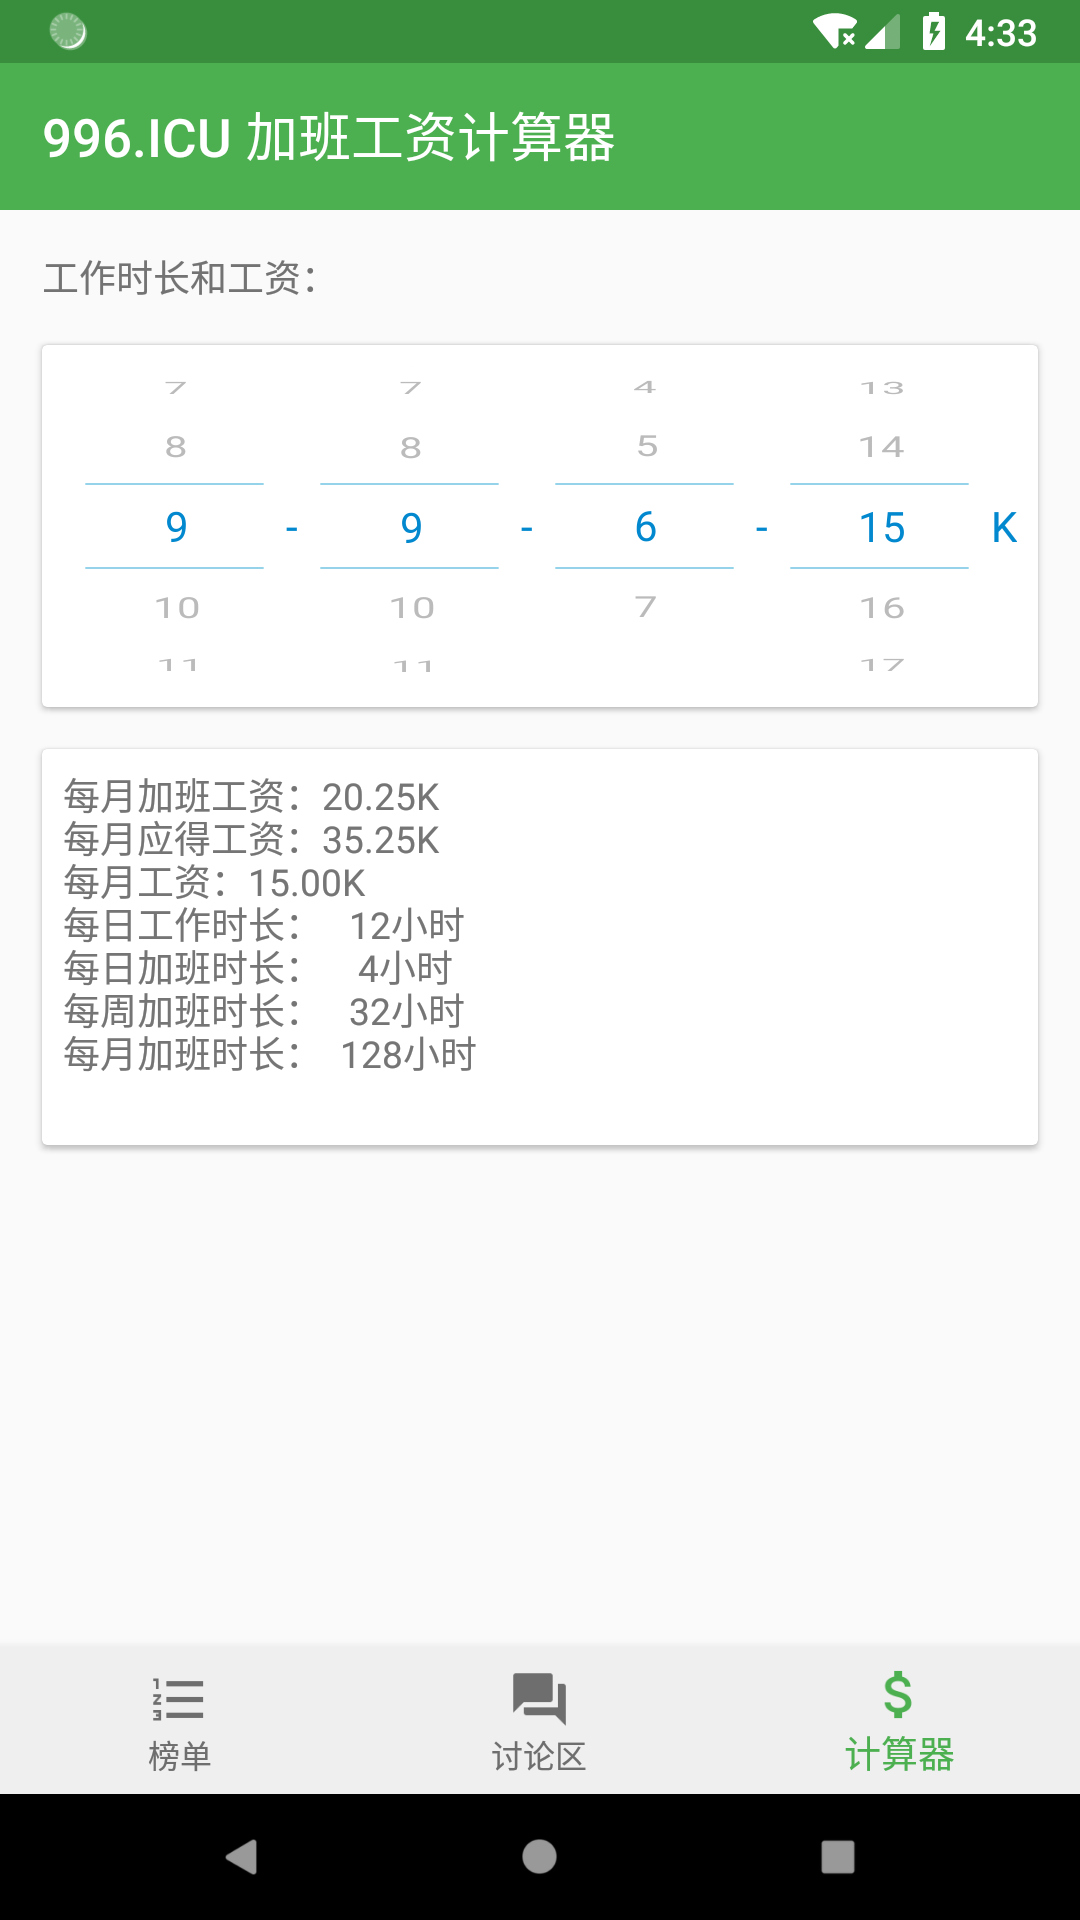 4:33
996.ICU 加班工资计算器
工作时长和工资：
7 7 4 13
8 8 5 14
9 - 9 - 6 - 15 K
10 10 7 16
11 11 17
每月加班工资：20.25K
每月应得工资：35.25K
每月工资：15.00K
每日工作时长： 12小时
每日加班时长： 4小时
每周加班时长： 32小时
每月加班时长： 128小时
榜单 讨论区 计算器